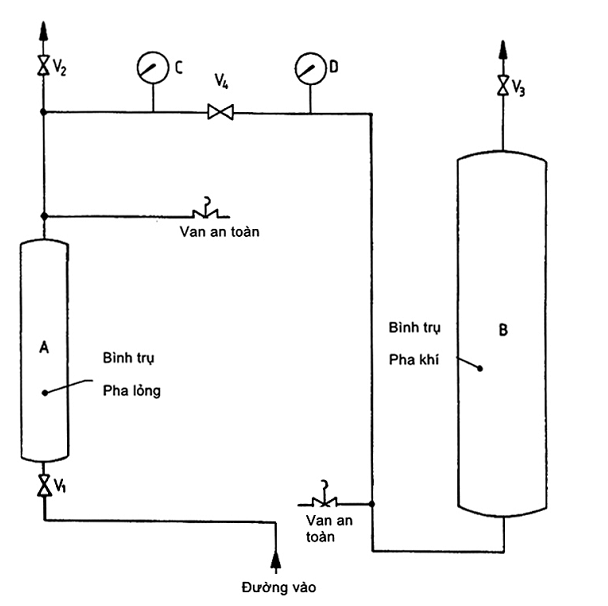 V₂
C
V₄
D
V₃
Van an toàn
A
Bình trụ
Pha lỏng
Bình trụ
Pha khí
B
V₁
Van an
toàn
Đường vào